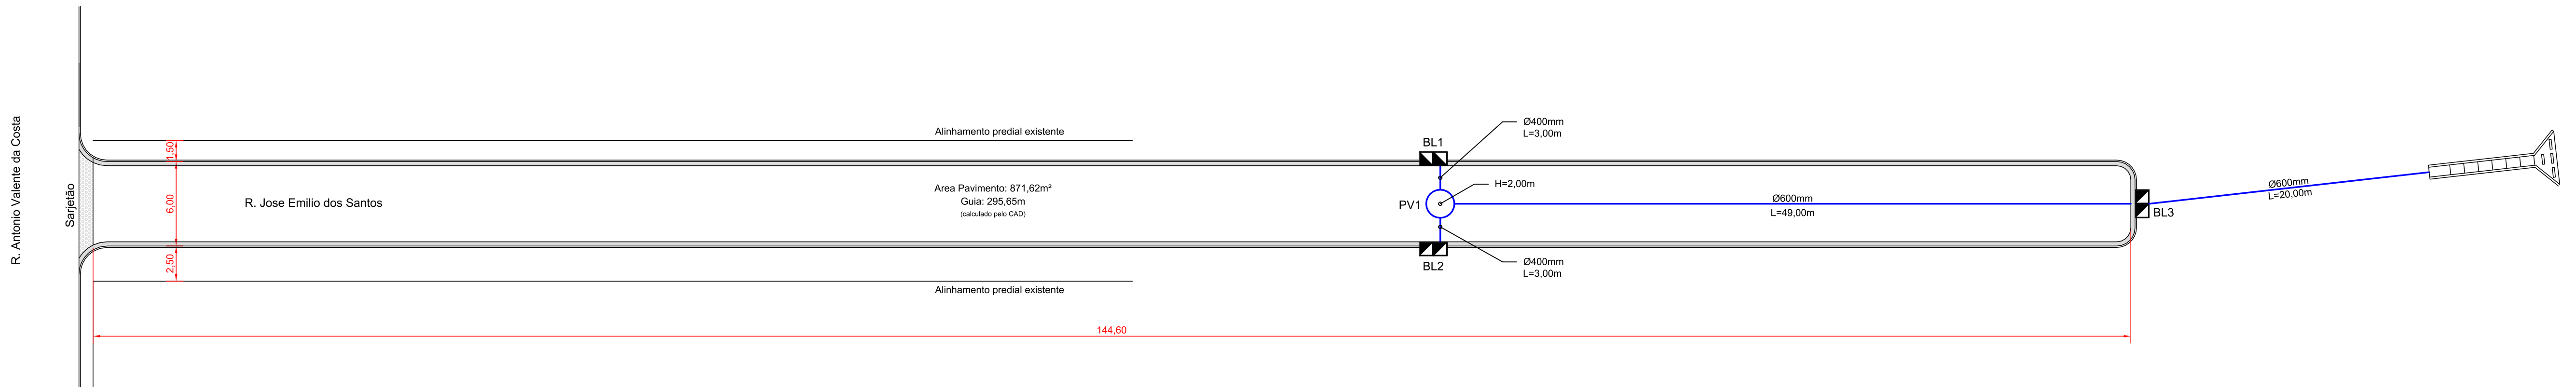 R. Antonio Valente da Costa
Sarjetão
1.50
6.00
2.50
R. Jose Emilio dos Santos
Alinhamento predial existente
Area Pavimento: 871,62m²
Guia: 295,65m
(calculado pelo CAD)
Alinhamento predial existente
144,60
BL1
Ø400mm
L=3,00m
H=2,00m
PV1
Ø400mm
L=3,00m
BL2
Ø600mm
L=49,00m
BL3
Ø600mm
L=20,00m